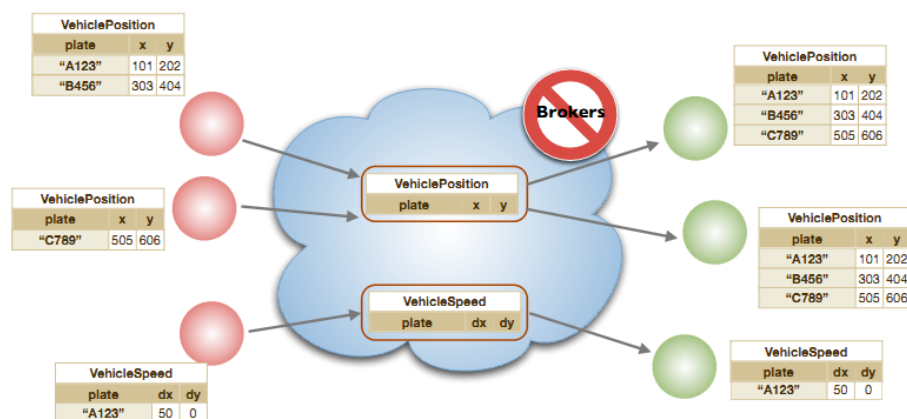 VehiclePosition
plate x y
“A123” 101 202
“B456” 303 404
VehiclePosition
plate x y
“C789” 505 606
VehicleSpeed
plate dx dy
“A123” 50 0
Brokers
VehiclePosition
plate x y
VehicleSpeed
plate dx dy
VehiclePosition
plate x y
“A123” 101 202
“B456” 303 404
“C789” 505 606
VehiclePosition
plate x y
“A123” 101 202
“B456” 303 404
“C789” 505 606
VehicleSpeed
plate dx dy
“A123” 50 0